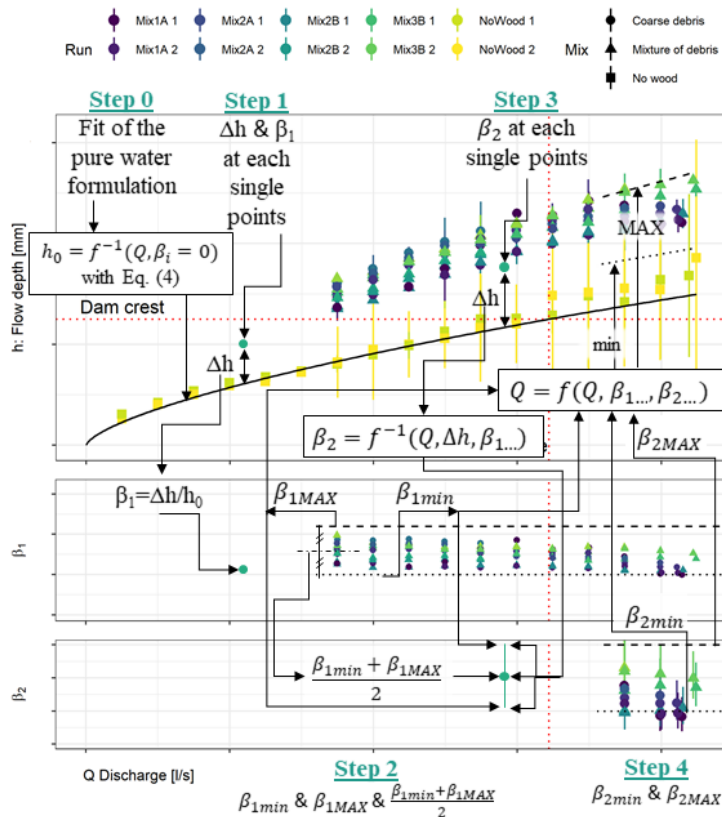 Run
Mix1A 1
Mix2A 1
Mix2B 1
Mix3B 1
NoWood 1
Mix1A 2
Mix2A 2
Mix2B 2
Mix3B 2
NoWood 2
Mix
Coarse debris
Mixture of debris
No wood
Step 0
Step 1
Step 3
Fit of the
pure water
formulation
Δh & β₁
at each
single
points
β₂ at each
single points
h₀ = f⁻¹(Q, βᵢ = 0)
with Eq. (4)
Dam crest
h: Flow depth [mm]
Δh
Δh
MAX
min
Q = f(Q, β₁…, β₂…)
β₂ = f⁻¹(Q, Δh, β₁…)
β₂MAX
β₁=Δh/h₀
β₁MAX
β₁min
β₁
β₂min
β₁min + β₁MAX
2
β₂
Q Discharge [l/s]
Step 2
Step 4
β₁min & β₁MAX & (β₁min+β₁MAX)/2
β₂min & β₂MAX